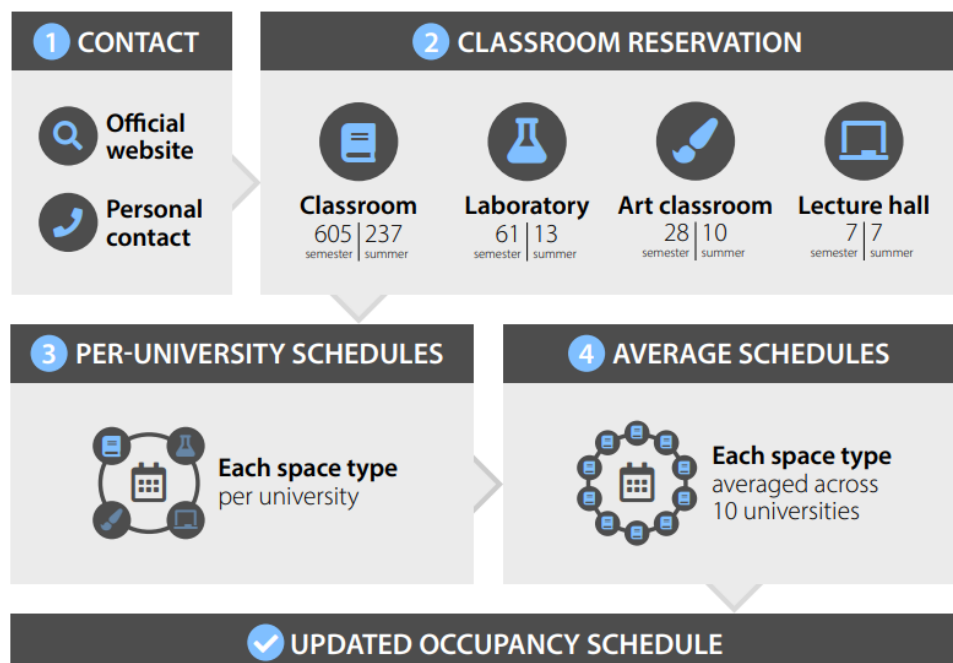 1 CONTACT
Official
website
Personal
contact
2 CLASSROOM RESERVATION
Classroom
605 | 237
semester | summer
Laboratory
61 | 13
semester | summer
Art classroom
28 | 10
semester | summer
Lecture hall
7 | 7
semester | summer
3 PER-UNIVERSITY SCHEDULES
Each space type
per university
4 AVERAGE SCHEDULES
Each space type
averaged across
10 universities
UPDATED OCCUPANCY SCHEDULE